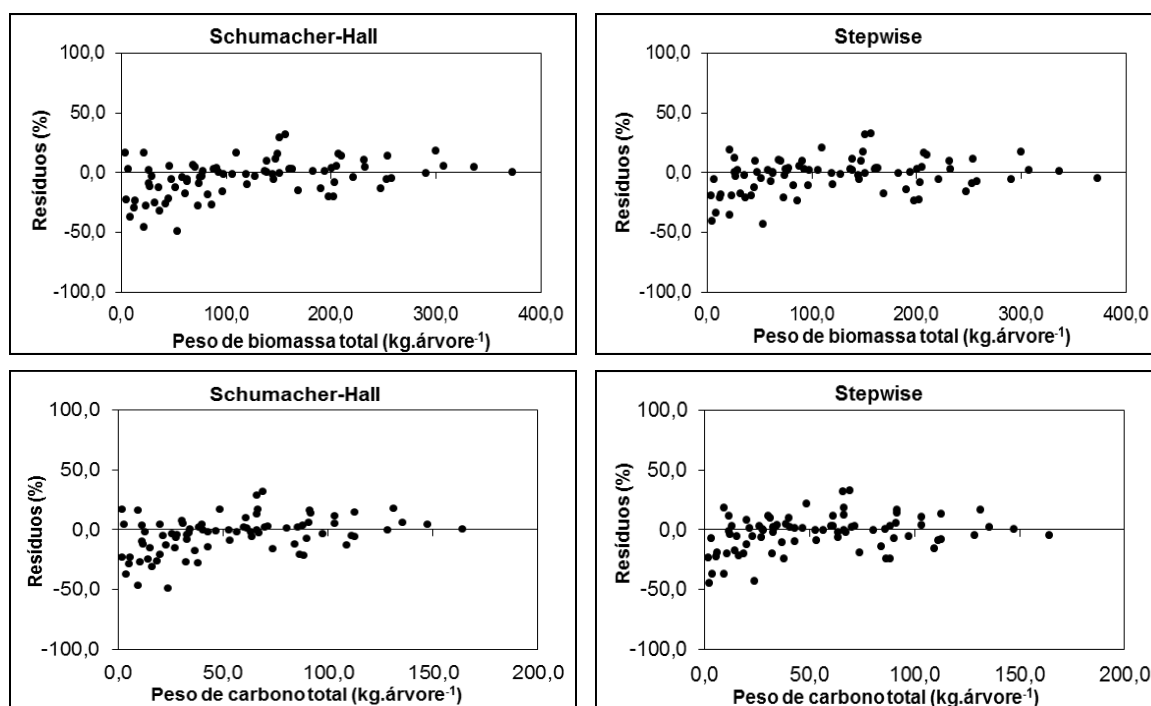 Schumacher-Hall
100,0
50,0
0,0
-50,0
-100,0
Resíduos (%)
0,0 100,0 200,0 300,0 400,0
Peso de biomassa total (kg.árvore-1)
Stepwise
100,0
50,0
0,0
-50,0
-100,0
Resíduos (%)
0,0 100,0 200,0 300,0 400,0
Peso de biomassa total (kg.árvore-1)
Schumacher-Hall
100,0
50,0
0,0
-50,0
-100,0
Resíduos (%)
0,0 50,0 100,0 150,0 200,0
Peso de carbono total (kg.árvore-1)
Stepwise
100,0
50,0
0,0
-50,0
-100,0
Resíduos (%)
0,0 50,0 100,0 150,0 200,0
Peso de carbono total (kg.árvore-1)